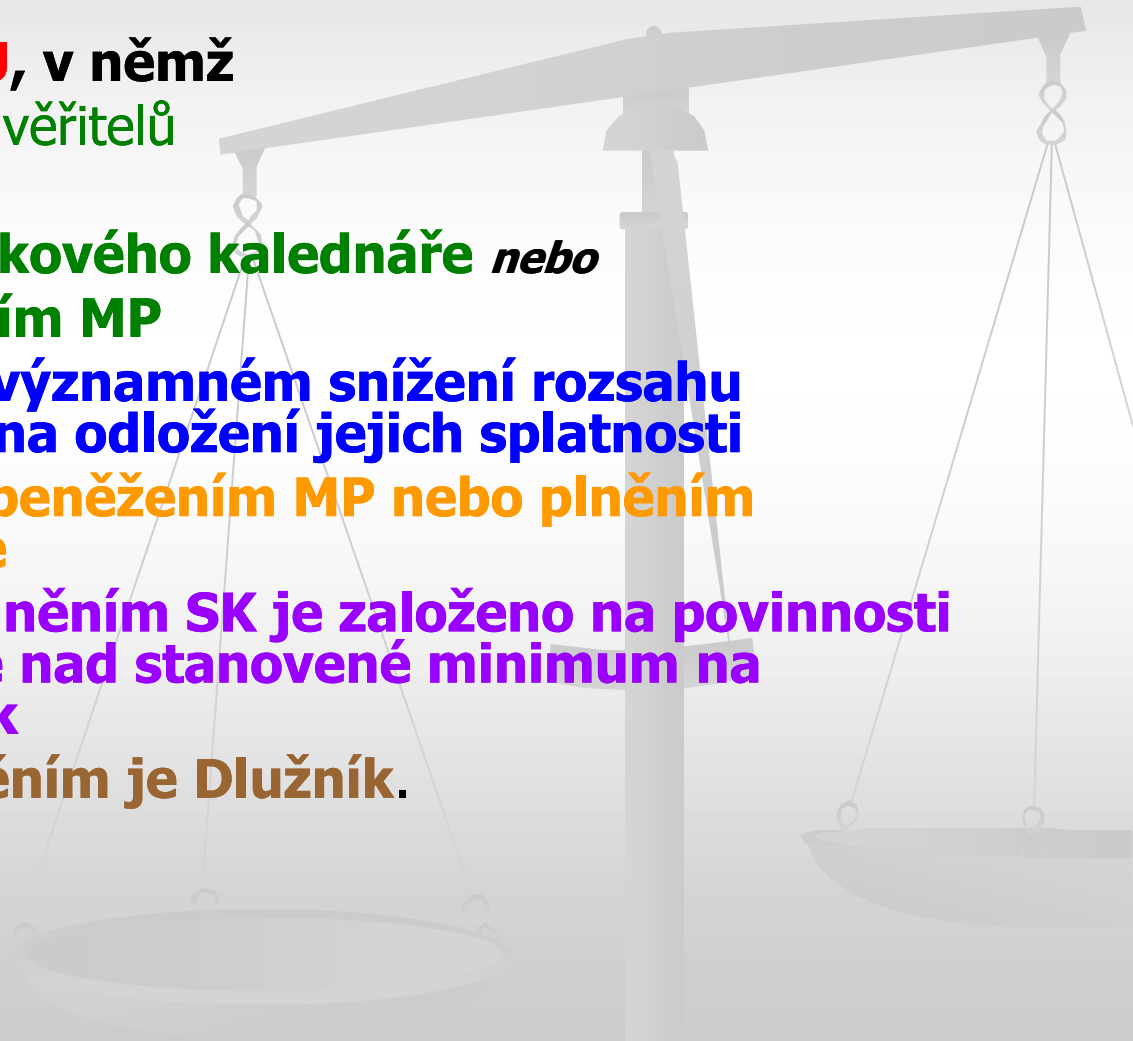 , v němž
věřitelů
kového kalednáře nebo
ím MP
významném snížení rozsahu
na odložení jejich splatnosti
peněžením MP nebo plněním
e
něním SK je založeno na povinnosti
e nad stanovené minimum na
k
ěním je Dlužník.